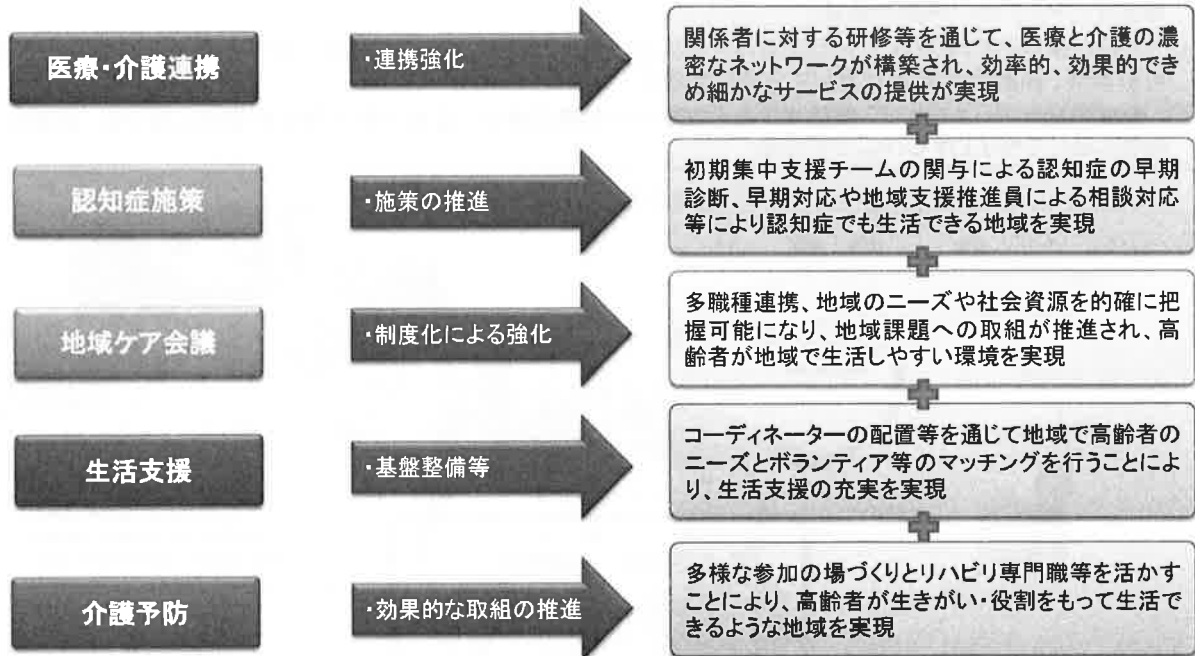 医療・介護連携
・連携強化
関係者に対する研修等を通じて、医療と介護の濃
密なネットワークが構築され、効率的、効果的でき
め細かなサービスの提供が実現
認知症施策
・施策の推進
初期集中支援チームの関与による認知症の早期
診断、早期対応や地域支援推進員による相談対応
等により認知症でも生活できる地域を実現
地域ケア会議
・制度化による強化
多職種連携、地域のニーズや社会資源を的確に把
握可能になり、地域課題への取組が推進され、高
齢者が地域で生活しやすい環境を実現
生活支援
・基盤整備等
コーディネーターの配置等を通じて地域で高齢者の
ニーズとボランティア等のマッチングを行うことによ
り、生活支援の充実を実現
介護予防
・効果的な取組の推進
多様な参加の場づくりとリハビリ専門職等を活かす
ことにより、高齢者が生きがい・役割をもって生活で
きるような地域を実現